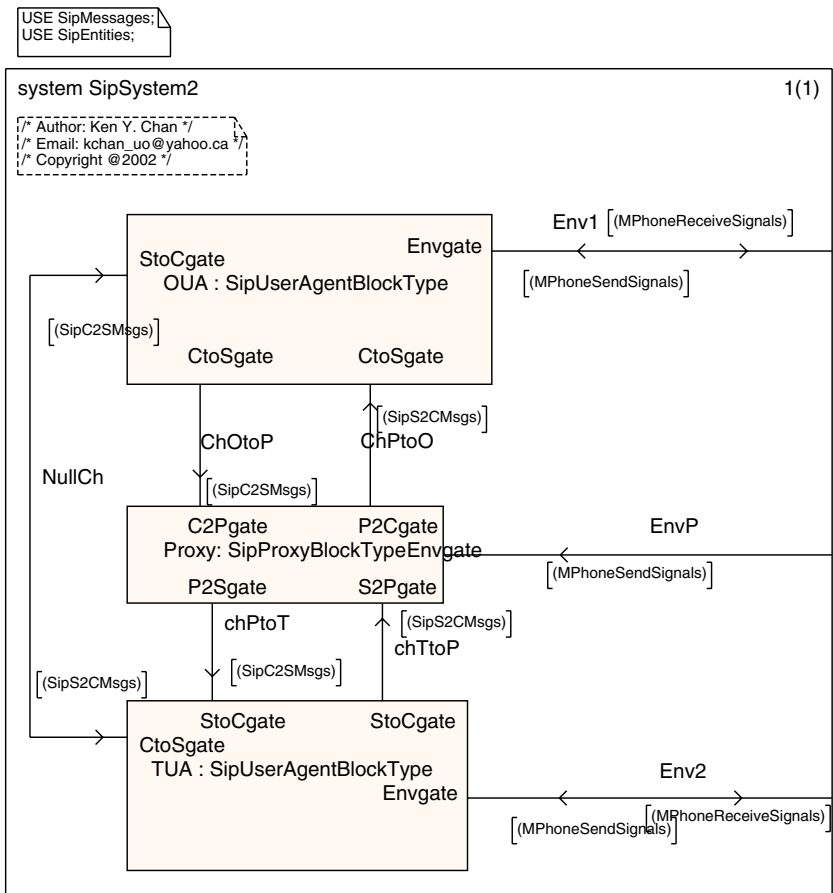 USE SipMessages;
USE SipEntities;
system SipSystem2 1(1)
/* Author: Ken Y. Chan */
/* Email: kchan_uo@yahoo.ca */
/* Copyright @2002 */
Env1 [(MPhoneReceiveSignals)]
Envgate
StoCgate
OUA : SipUserAgentBlockType
[(MPhoneSendSignals)]
[(SipC2SMsgs)]
CtoSgate CtoSgate
[(SipS2CMsgs)]
ChOtoP ChPtoO
NullCh
[(SipC2SMsgs)]
C2Pgate P2Cgate
EnvP
Proxy: SipProxyBlockTypeEnvgate
[(MPhoneSendSignals)]
P2Sgate S2Pgate
chPtoT [(SipS2CMsgs)]
chTtoP
[(SipC2SMsgs)]
[(SipS2CMsgs)]
StoCgate StoCgate
CtoSgate
TUA : SipUserAgentBlockType
Env2
Envgate
[(MPhoneReceiveSignals)]
[(MPhoneSendSignals)]